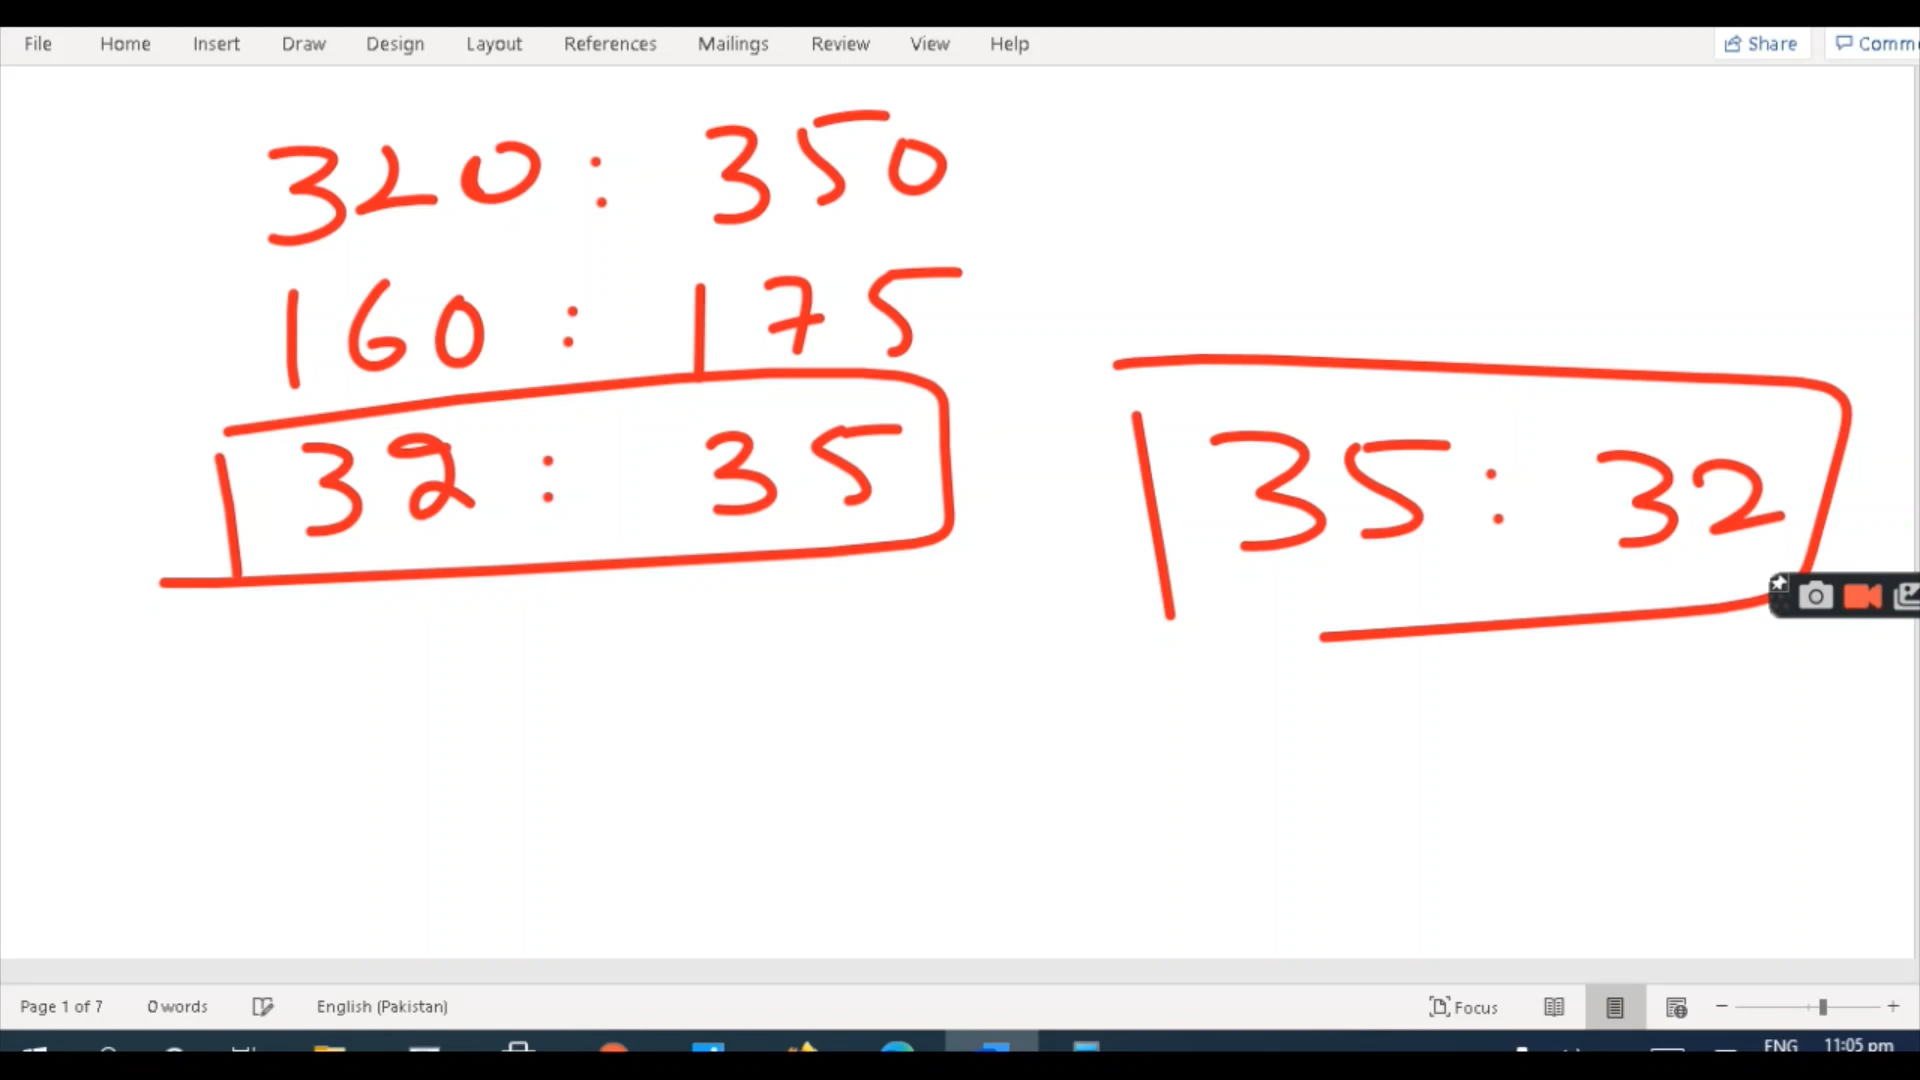 File Home Insert Draw Design Layout References Mailings Review View Help Share Comm
320 : 350
160 : 175
32 : 35
35 : 32
Page 1 of 7 0 words English (Pakistan) Focus
ENG 11:05 pm